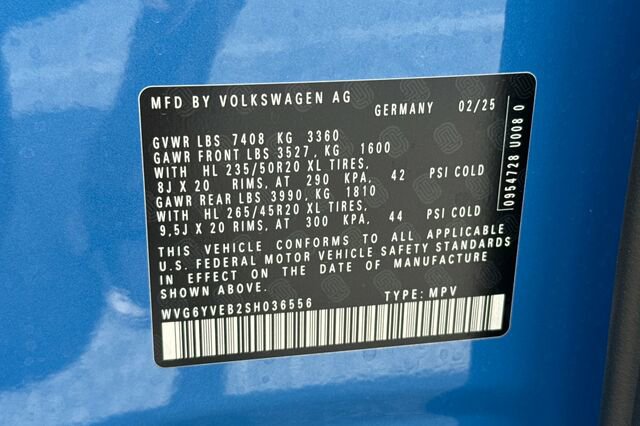 MFD BY VOLKSWAGEN AG GERMANY 02/25
GVWR LBS 7408 KG 3360
GAWR FRONT LBS 3527, KG 1600
WITH HL 235/50R20 XL TIRES,
8J X 20 RIMS, AT 290 KPA, 42 PSI COLD
GAWR REAR LBS 3990, KG 1810
WITH HL 265/45R20 XL TIRES,
9,5J X 20 RIMS, AT 300 KPA, 44 PSI COLD
THIS VEHICLE CONFORMS TO ALL APPLICABLE
U.S. FEDERAL MOTOR VEHICLE SAFETY STANDARDS
IN EFFECT ON THE DATE OF MANUFACTURE
SHOWN ABOVE.
WVG6YVEB2SH036556 TYPE: MPV
0954728 U008 0